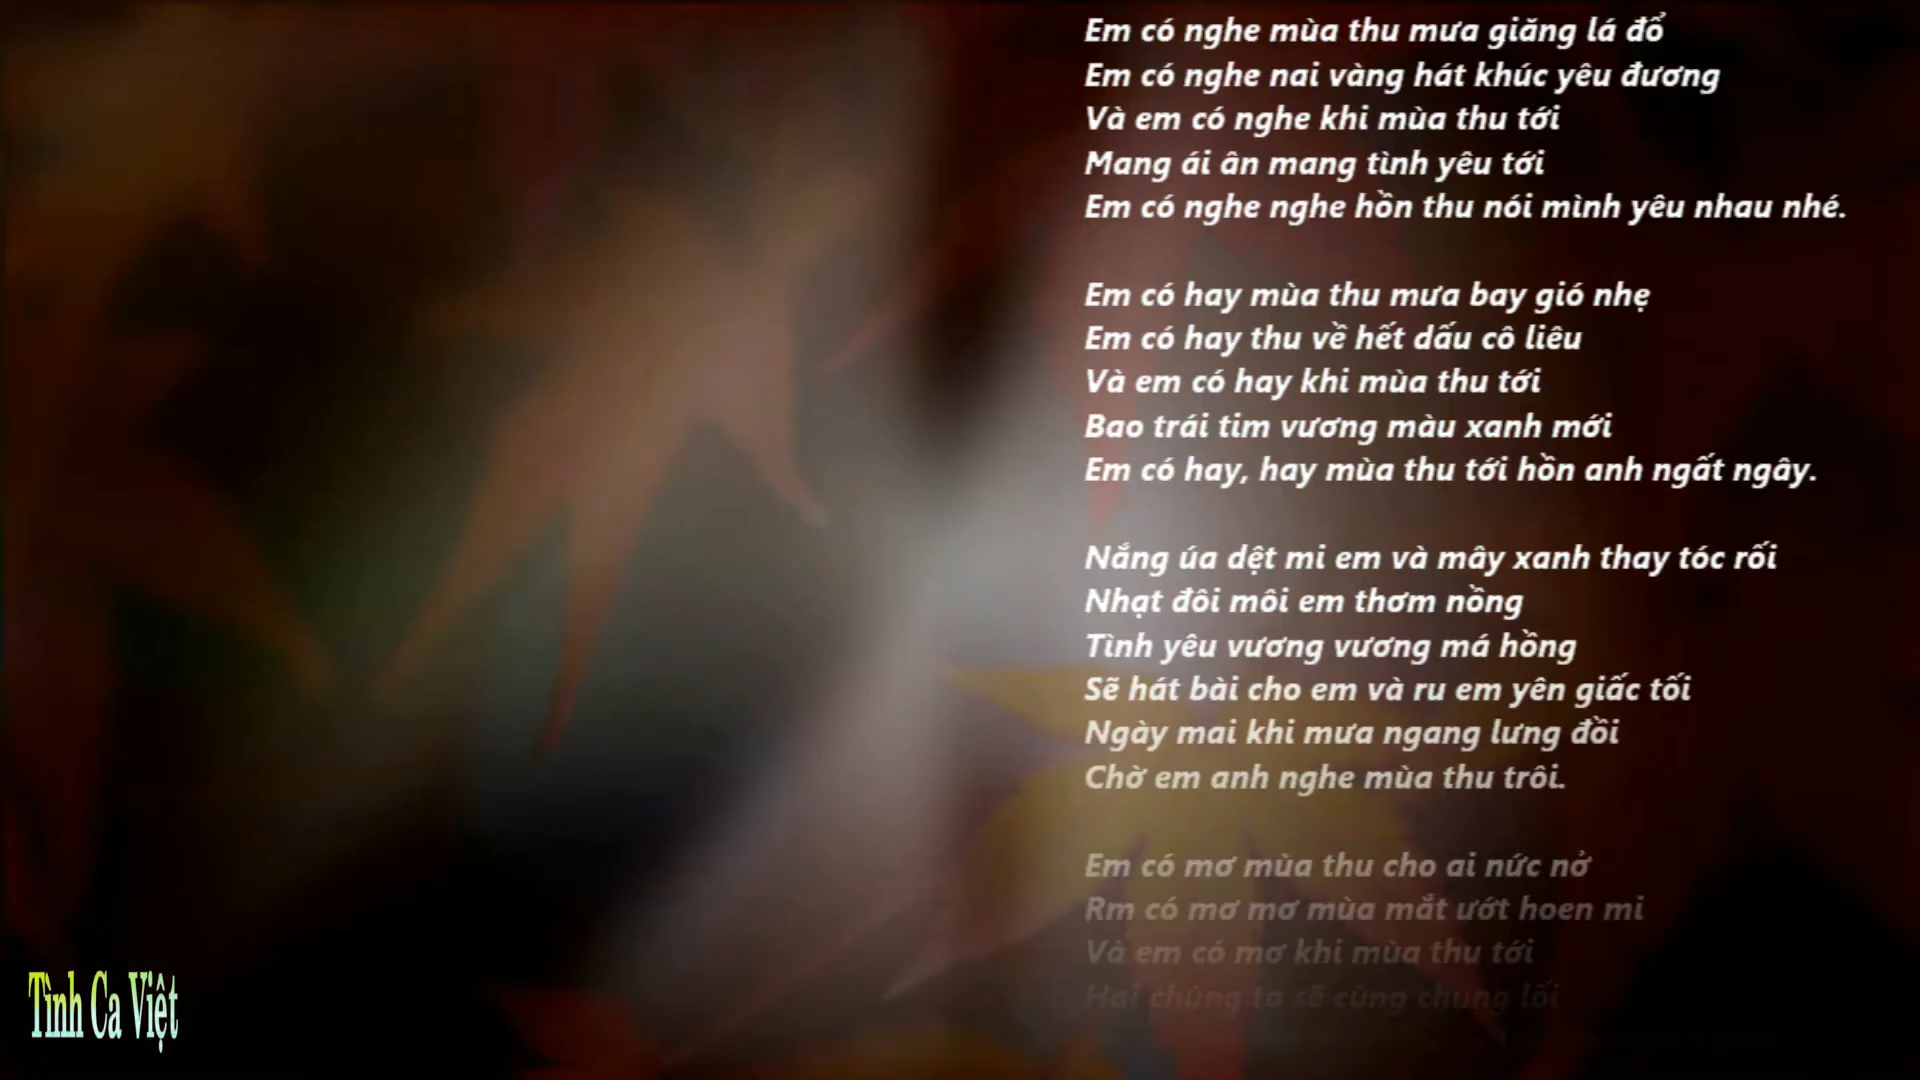 Em có nghe mùa thu mưa giăng lá đổ
Em có nghe nai vàng hát khúc yêu đương
Và em có nghe khi mùa thu tới
Mang ái ân mang tình yêu tới
Em có nghe nghe hồn thu nói mình yêu nhau nhé.
Em có hay mùa thu mưa bay gió nhẹ
Em có hay thu về hết dấu cô liêu
Và em có hay khi mùa thu tới
Bao trái tim vương màu xanh mới
Em có hay, hay mùa thu tới hồn anh ngất ngây.
Nắng úa dệt mi em và mây xanh thay tóc rối
Nhạt đôi môi em thơm nồng
Tình yêu vương vương má hồng
Sẽ hát bài cho em và ru em yên giấc tối
Ngày mai khi mưa ngang lưng đồi
Chờ em anh nghe mùa thu trôi.
Em có mơ mùa thu cho ai nức nở
Rm có mơ mơ mùa mắt ướt hoen mi
Và em có mơ khi mùa thu tới
Hai chúng ta sẽ cùng chung lối
Tình Ca Việt